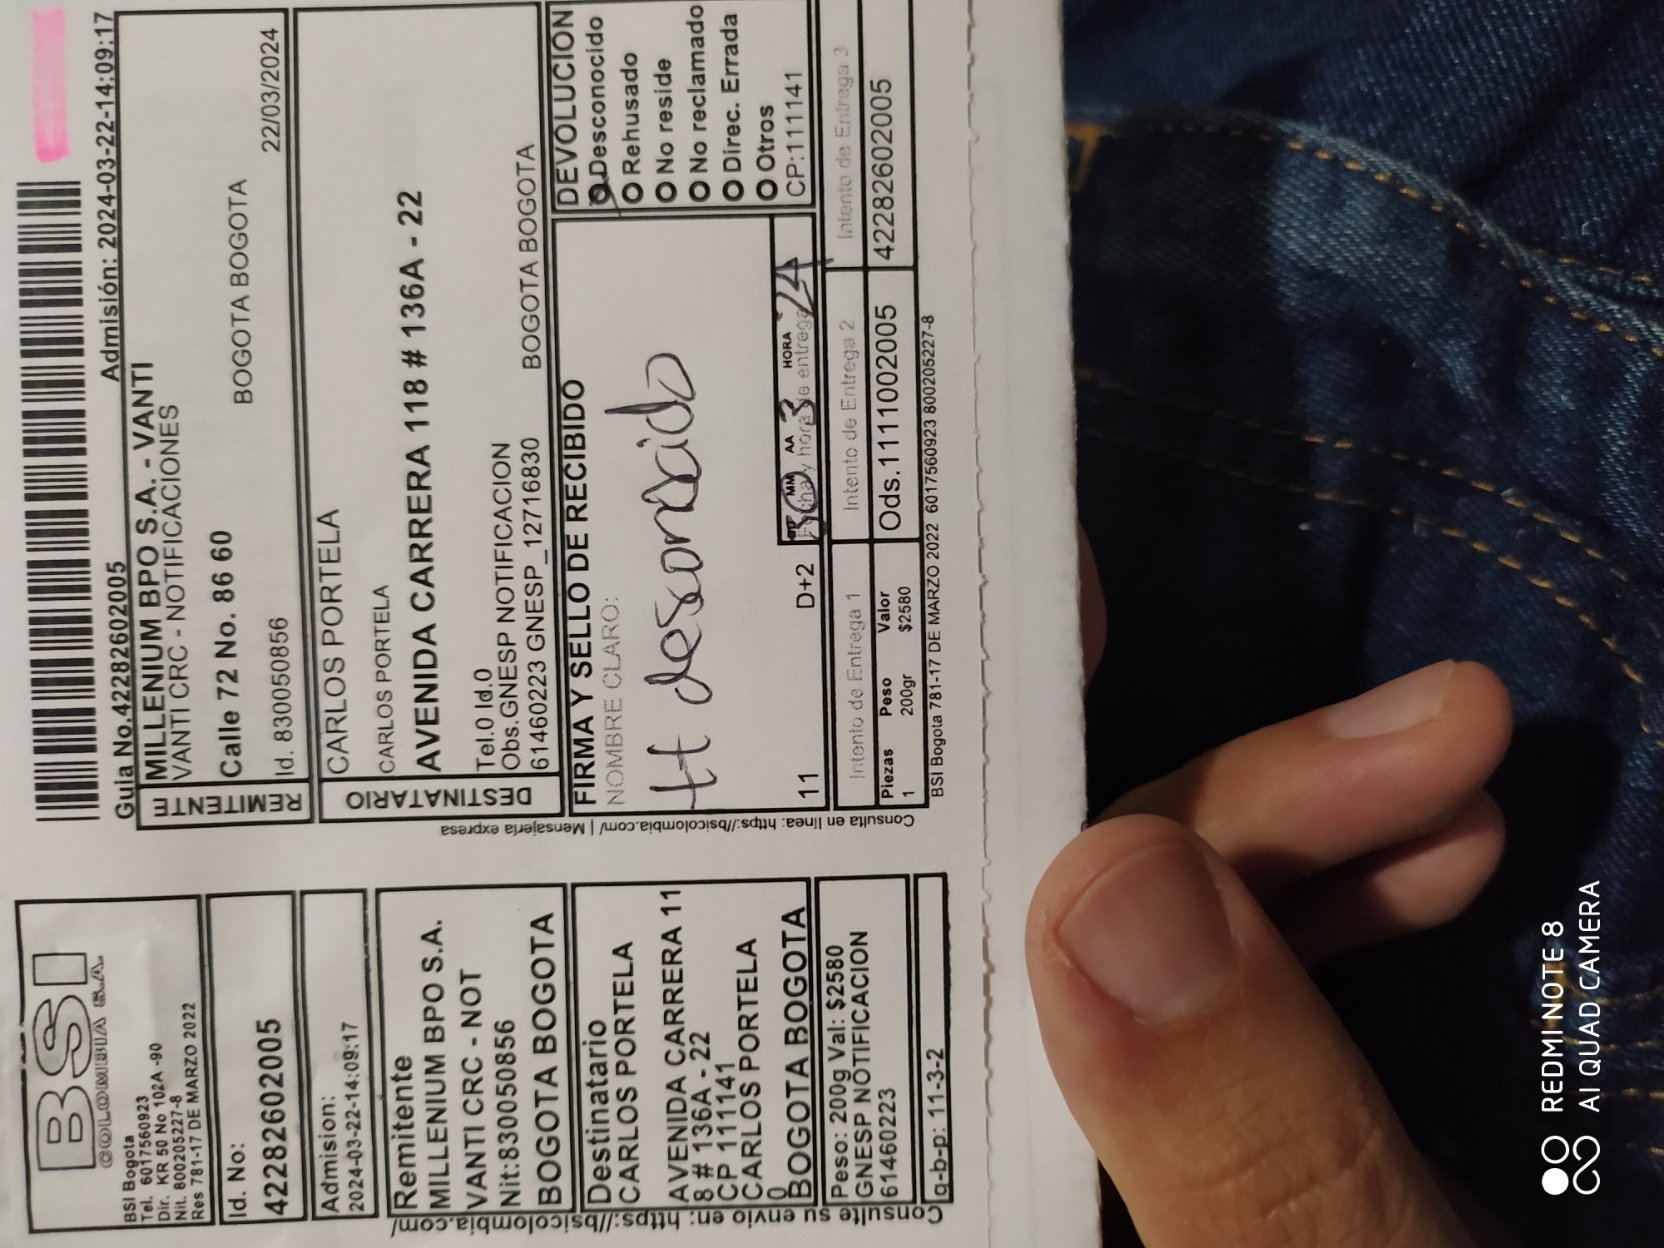 BSI
COLOMBIA S.A.
BSI Bogota
Tel. 6017560923
Dir. KR 50 No 102A -90
Nit. 800205227-8
Res 781-17 DE MARZO 2022
Id. No:
42282602005
Admision:
2024-03-22-14:09:17
Remitente
MILLENIUM BPO S.A.
VANTI CRC - NOT
Nit:830050856
BOGOTA BOGOTA
Destinatario
CARLOS PORTELA
AVENIDA CARRERA 11
8 # 136A - 22
CP 111141
CARLOS PORTELA
0
BOGOTA BOGOTA
Peso: 200g Val: $2580
GNESP NOTIFICACION
61460223
q-b-p: 11-3-2
Consulte su envio en: https://bsicolombia.com/
Guia No.42282602005
Admisión: 2024-03-22-14:09:17
REMITENTE
MILLENIUM BPO S.A. - VANTI
VANTI CRC - NOTIFICACIONES
Calle 72 No. 86 60
BOGOTA BOGOTA
Id. 830050856
22/03/2024
DESTINATARIO
CARLOS PORTELA
CARLOS PORTELA
AVENIDA CARRERA 118 # 136A - 22
Tel.0 Id.0
Obs.GNESP NOTIFICACION
61460223 GNESP_12716830
BOGOTA BOGOTA
FIRMA Y SELLO DE RECIBIDO
NOMBRE CLARO:
tt desconocido
11
D+2
DD MM AA HORA
Fecha y hora de entrega
30 3 24
DEVOLUCION
Desconocido
Rehusado
No reside
No reclamado
Direc. Errada
Otros
CP:111141
Intento de Entrega 1
Intento de Entrega 2
Intento de Entrega 3
Piezas Peso Valor
1 200gr $2580
Ods.1111002005
42282602005
BSI Bogota 781-17 DE MARZO 2022 6017560923 8002052227-8
Consulta en linea: https://bsicolombia.com/ | Mensajeria expresa
REDMI NOTE 8
AI QUAD CAMERA